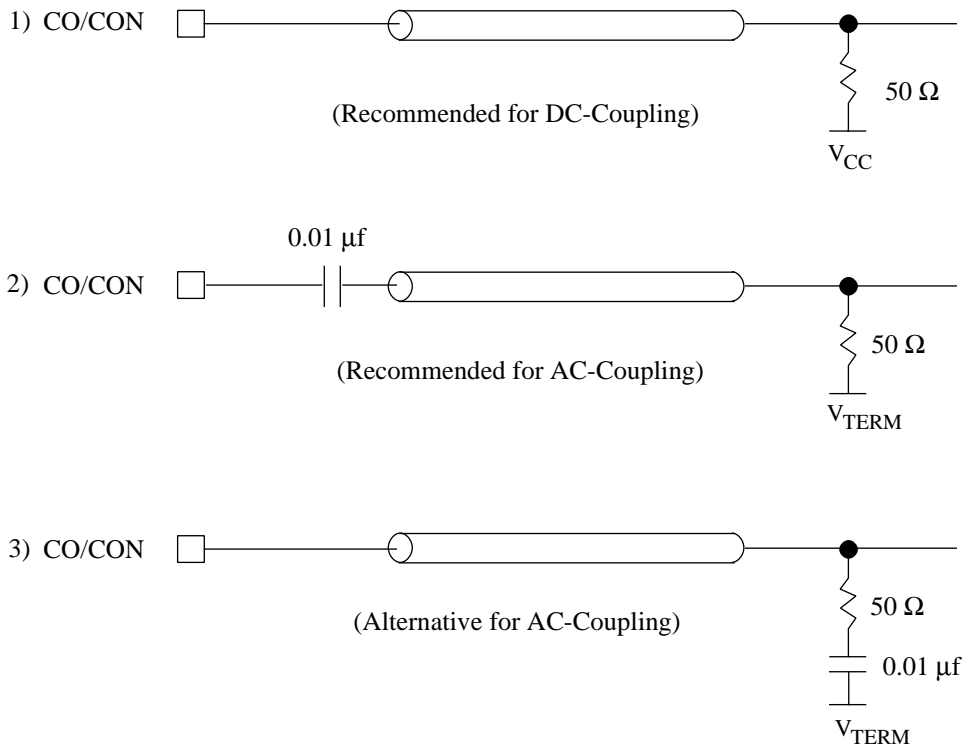 1) CO/CON
50 Ω
(Recommended for DC-Coupling)
VCC
0.01 μf
2) CO/CON
50 Ω
(Recommended for AC-Coupling)
VTERM
3) CO/CON
50 Ω
(Alternative for AC-Coupling)
0.01 μf
VTERM